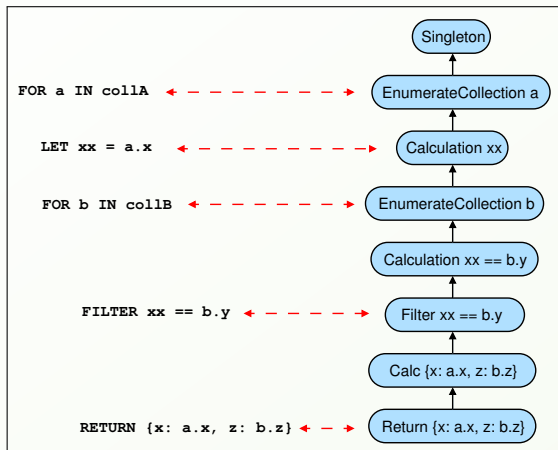 Singleton
FOR a IN collA EnumerateCollection a
LET xx = a.x Calculation xx
FOR b IN collB EnumerateCollection b
Calculation xx == b.y
FILTER xx == b.y Filter xx == b.y
Calc {x: a.x, z: b.z}
RETURN {x: a.x, z: b.z} Return {x: a.x, z: b.z}